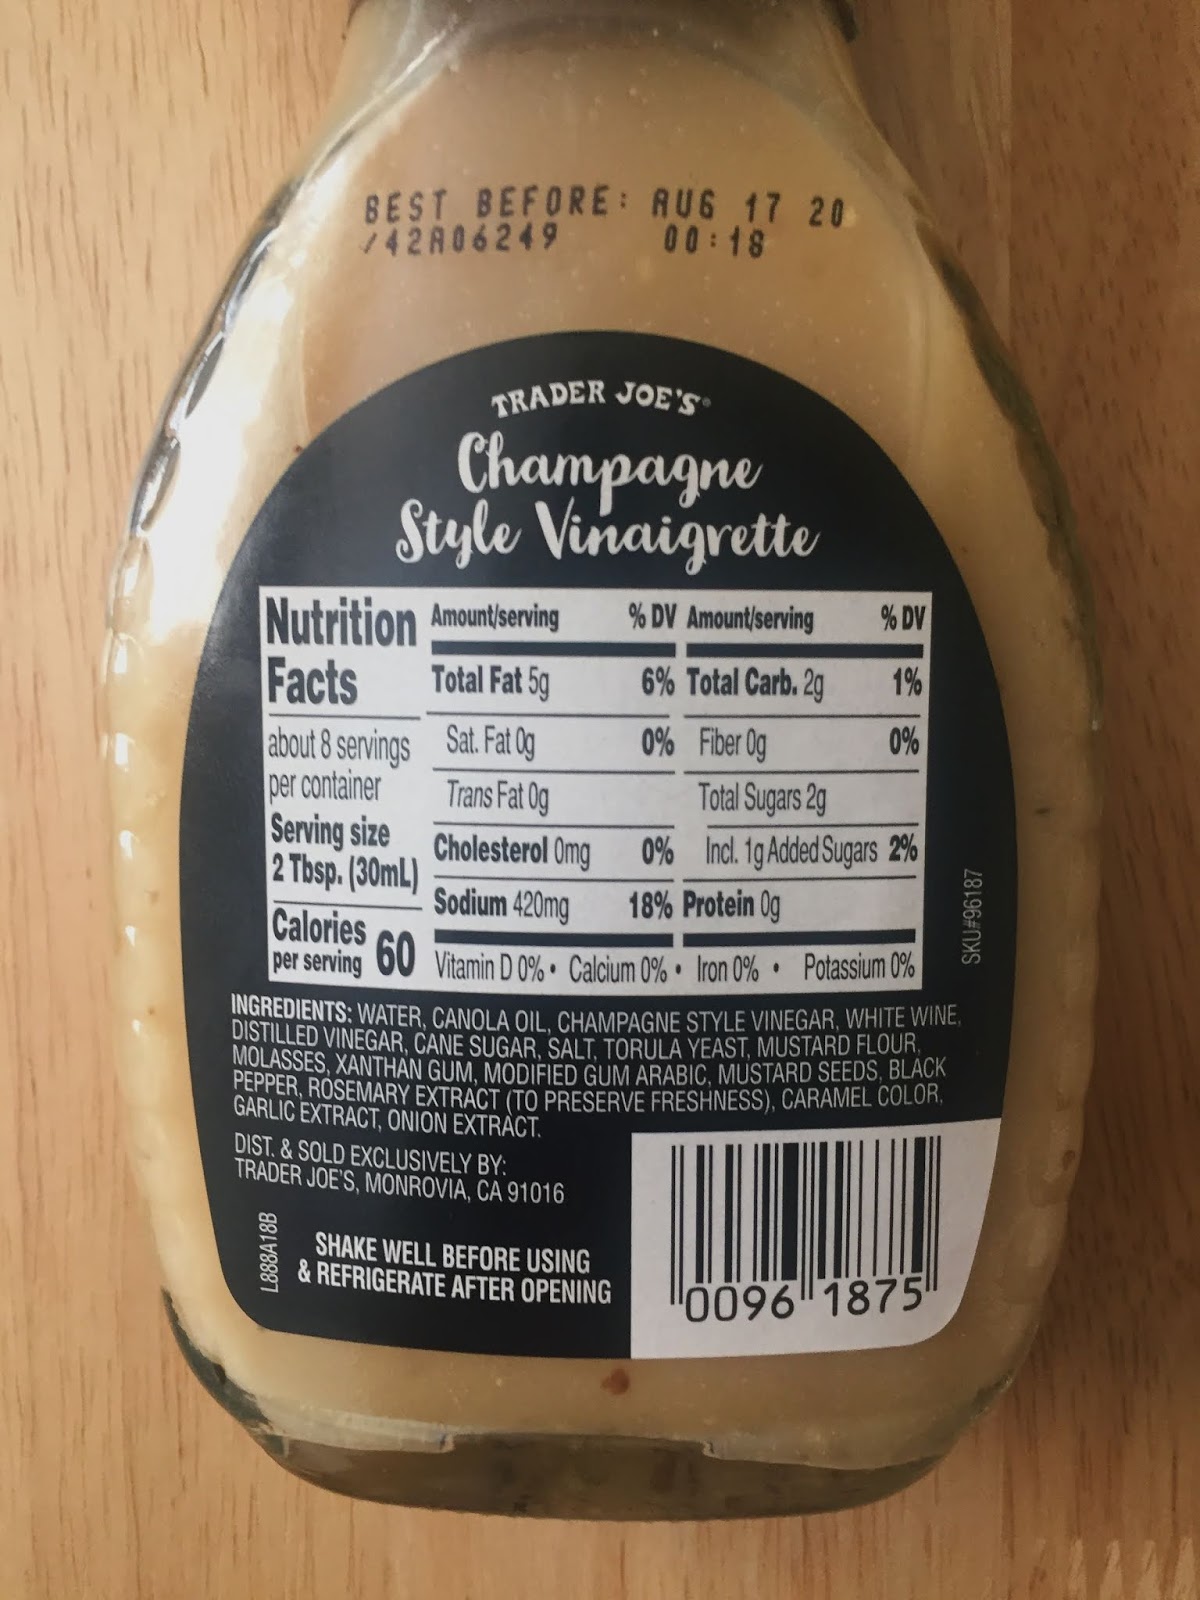 BEST BEFORE: AUG 17 20
/42A06249 00:18
TRADER JOE'S®
Champagne
Style Vinaigrette
Nutrition
Facts
about 8 servings
per container
Serving size
2 Tbsp. (30mL)
Calories
per serving 60
Amount/serving % DV
Total Fat 5g 6%
Sat. Fat 0g 0%
Trans Fat 0g
Cholesterol 0mg 0%
Sodium 420mg 18%
Amount/serving % DV
Total Carb. 2g 1%
Fiber 0g 0%
Total Sugars 2g
Incl. 1g Added Sugars 2%
Protein 0g
Vitamin D 0% • Calcium 0% • Iron 0% • Potassium 0%
SKU#96187
INGREDIENTS: WATER, CANOLA OIL, CHAMPAGNE STYLE VINEGAR, WHITE WINE,
DISTILLED VINEGAR, CANE SUGAR, SALT, TORULA YEAST, MUSTARD FLOUR,
MOLASSES, XANTHAN GUM, MODIFIED GUM ARABIC, MUSTARD SEEDS, BLACK
PEPPER, ROSEMARY EXTRACT (TO PRESERVE FRESHNESS), CARAMEL COLOR,
GARLIC EXTRACT, ONION EXTRACT.
DIST. & SOLD EXCLUSIVELY BY:
TRADER JOE'S, MONROVIA, CA 91016
L888A18B
SHAKE WELL BEFORE USING
& REFRIGERATE AFTER OPENING
0096 1875